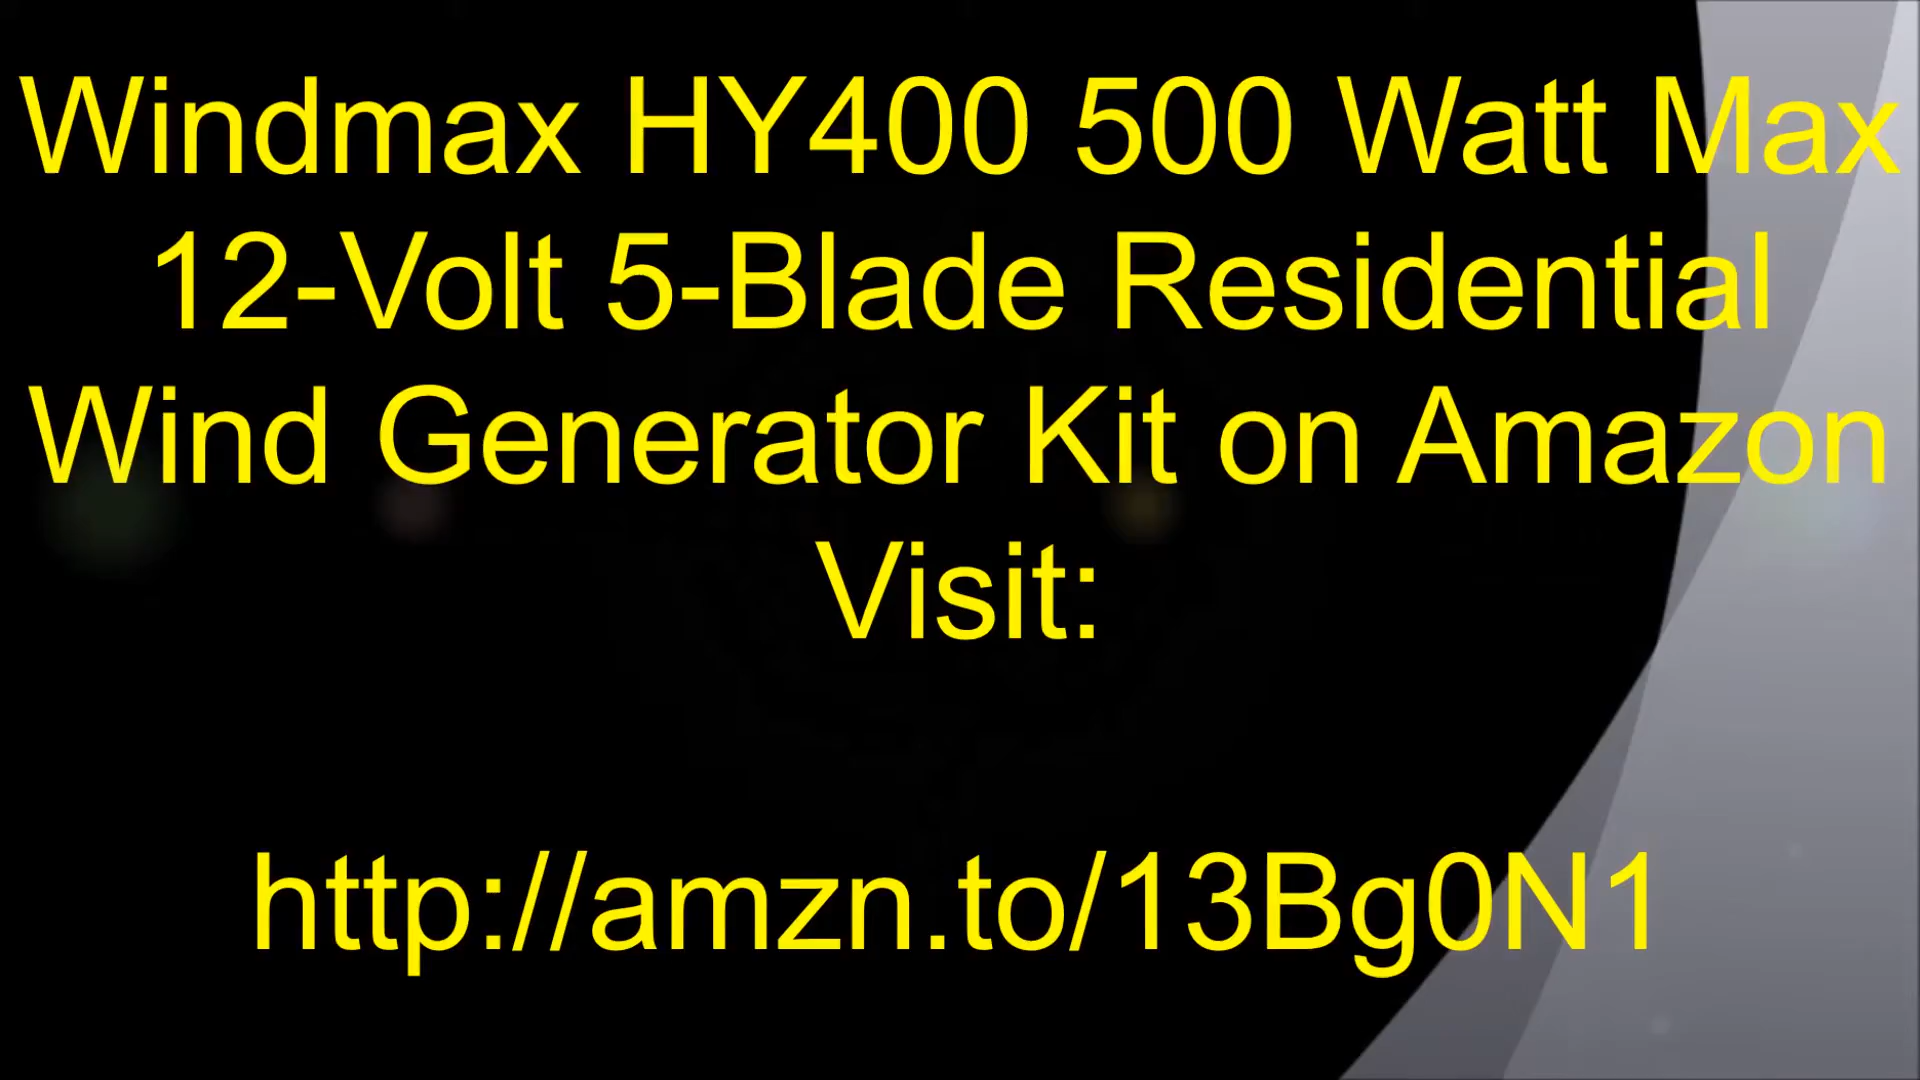 Windmax HY400 500 Watt Max
12-Volt 5-Blade Residential
Wind Generator Kit on Amazon
Visit:
http://amzn.to/13Bg0N1